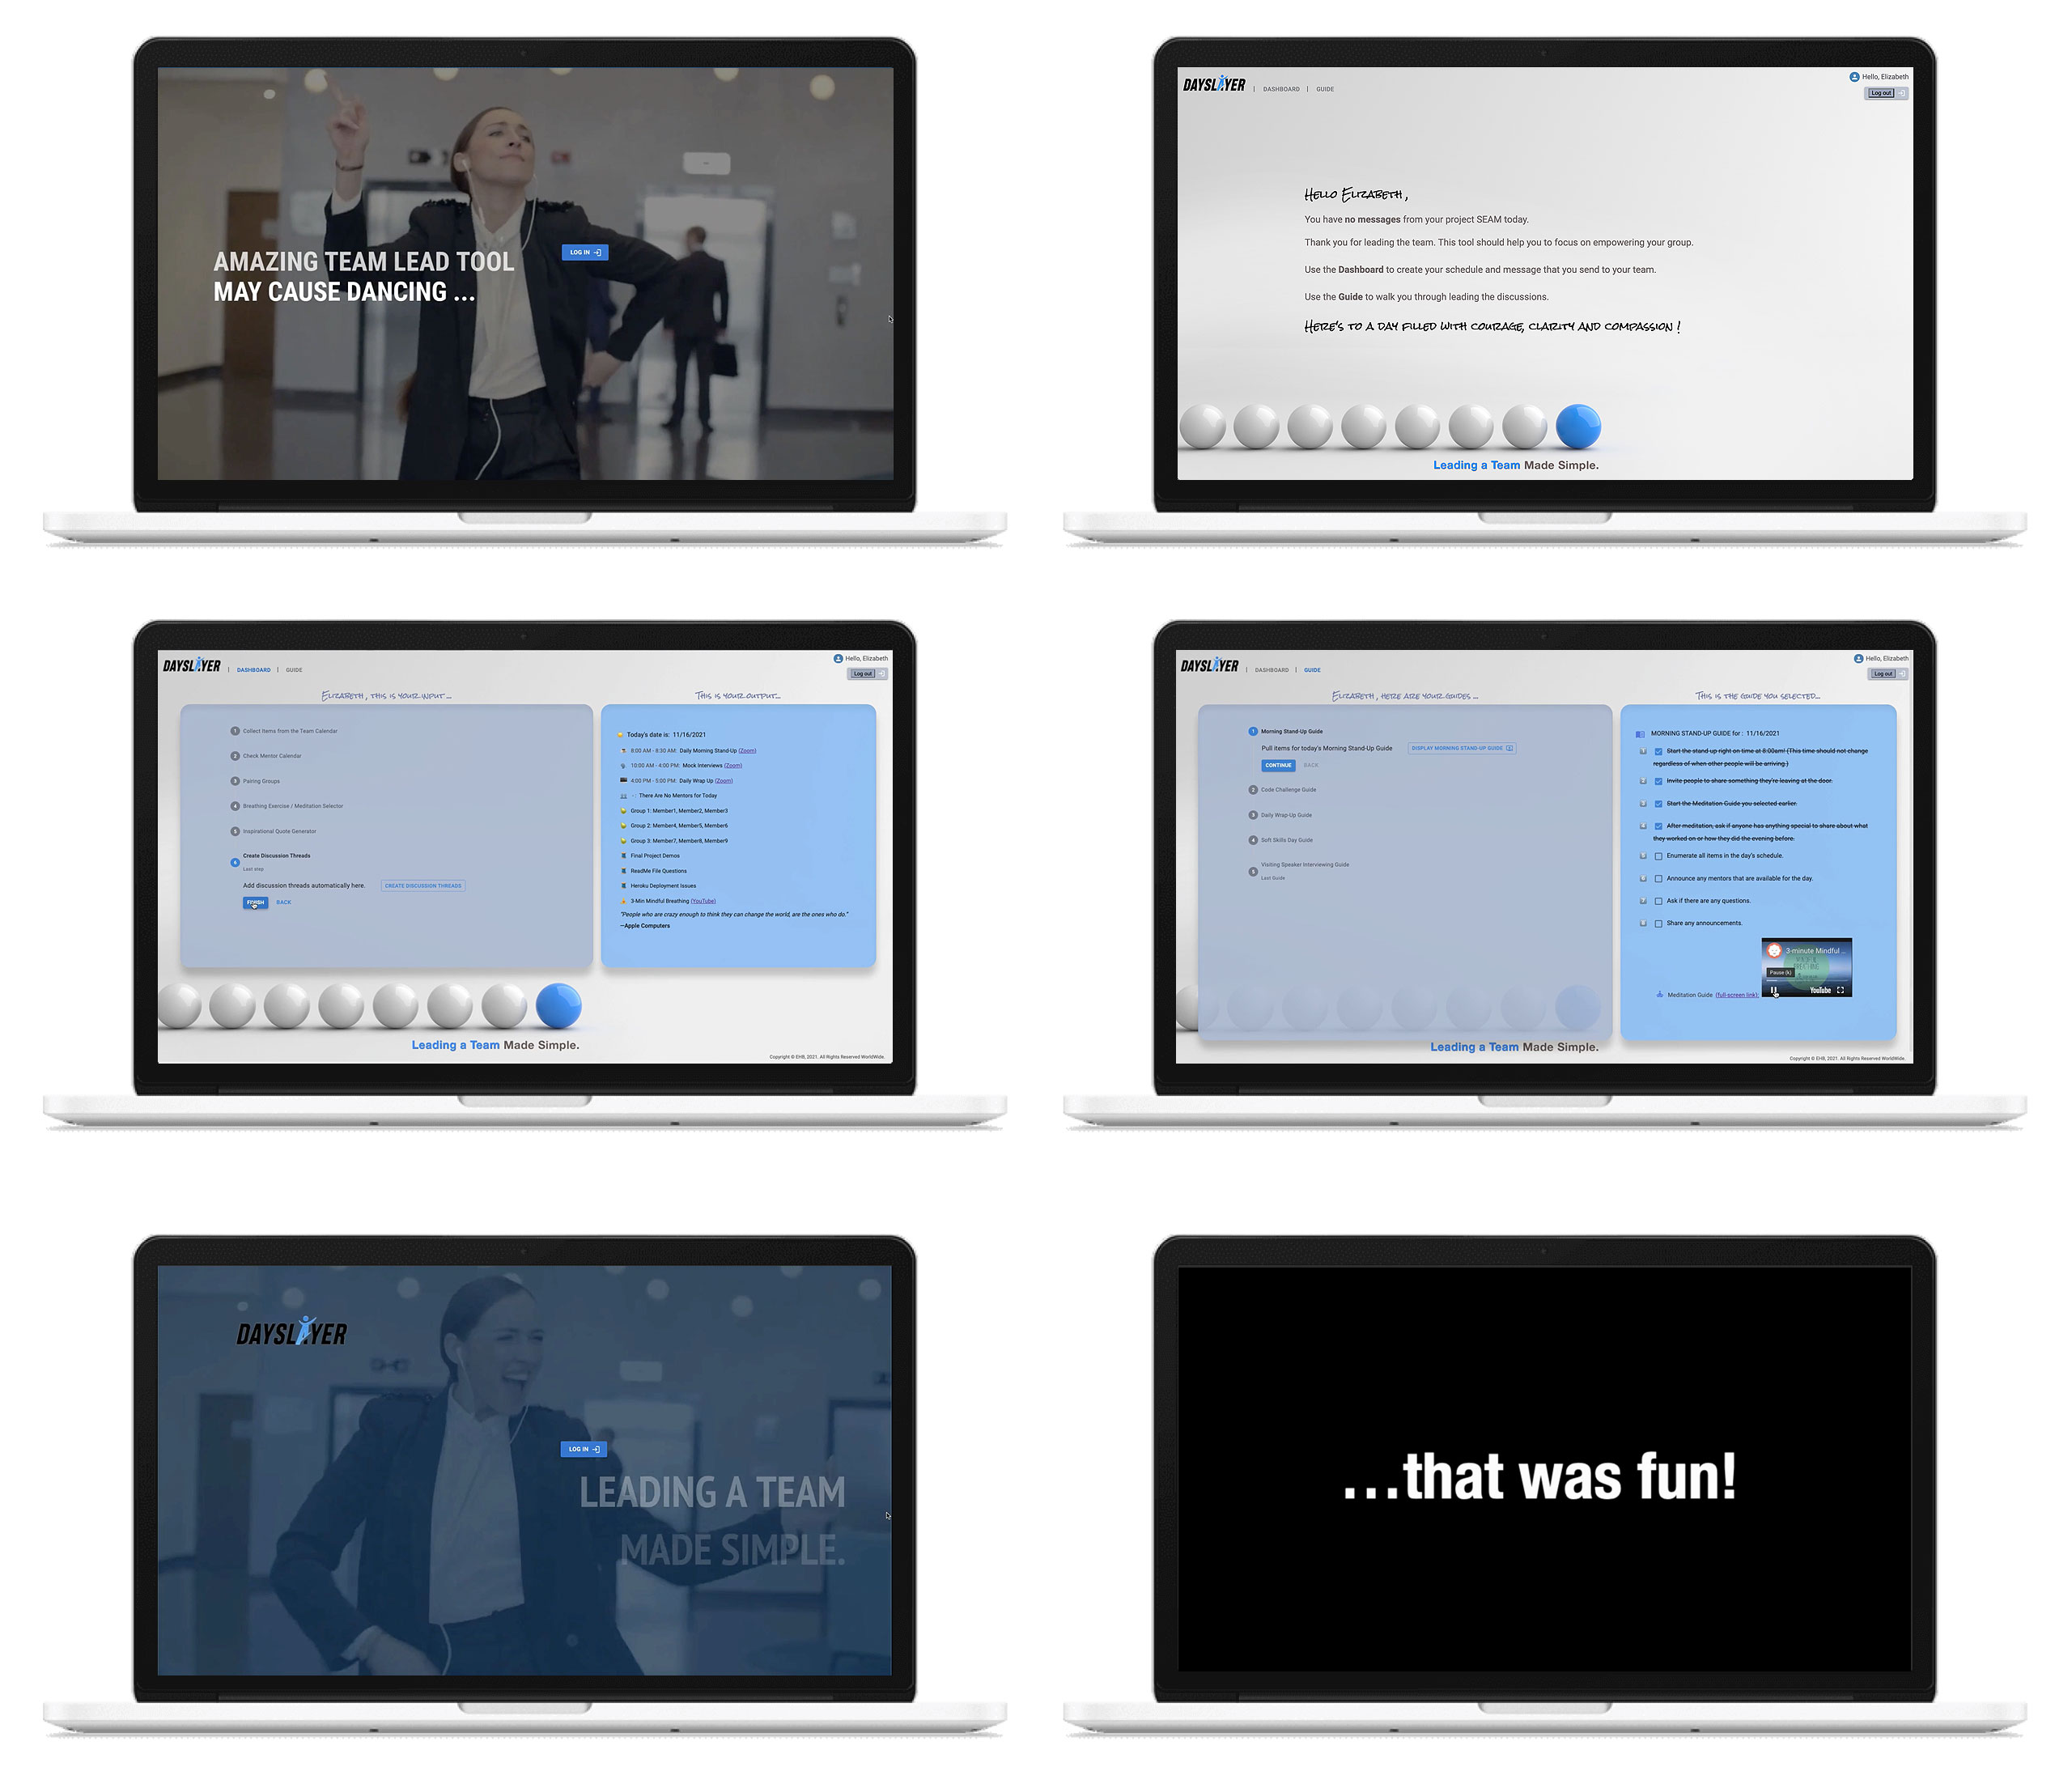 AMAZING TEAM LEAD TOOL
MAY CAUSE DANCING ...
LOG IN
DAYSLAYER | DASHBOARD | GUIDE
Hello, Elizabeth
Log out
Hello Elizabeth,
You have no messages from your project SEAM today.
Thank you for leading the team. This tool should help you to focus on empowering your group.
Use the Dashboard to create your schedule and message that you send to your team.
Use the Guide to walk you through leading the discussions.
Here's to a day filled with courage, clarity and compassion !
Leading a Team Made Simple.
DAYSLAYER | DASHBOARD | GUIDE
Hello, Elizabeth
Log out
Elizabeth, this is your input ...
1 Collect Items from the Team Calendar
2 Check Mentor Calendar
3 Pairing Groups
4 Breathing Exercise / Meditation Selector
5 Inspirational Quote Generator
6 Create Discussion Threads
Last step
Add discussion threads automatically here. CREATE DISCUSSION THREADS
FINISH BACK
This is your output...
Today's date is: 11/16/2021
8:00 AM - 8:30 AM: Daily Morning Stand-Up (Zoom)
10:00 AM - 4:00 PM: Mock Interviews (Zoom)
4:00 PM - 5:00 PM: Daily Wrap Up (Zoom)
-: There Are No Mentors for Today
Group 1: Member1, Member2, Member3
Group 2: Member4, Member5, Member6
Group 3: Member7, Member8, Member9
Final Project Demos
ReadMe File Questions
Heroku Deployment Issues
3-Min Mindful Breathing (YouTube)
"People who are crazy enough to think they can change the world, are the ones who do."
—Apple Computers
Leading a Team Made Simple.
Copyright © EHB, 2021. All Rights Reserved WorldWide.
DAYSLAYER | DASHBOARD | GUIDE
Hello, Elizabeth
Log out
Elizabeth, here are your guides ...
1 Morning Stand-Up Guide
Pull items for today's Morning Stand-Up Guide DISPLAY MORNING STAND-UP GUIDE
CONTINUE BACK
2 Code Challenge Guide
3 Daily Wrap-Up Guide
4 Soft Skills Day Guide
5 Visiting Speaker Interviewing Guide
Last Guide
This is the guide you selected...
MORNING STAND-UP GUIDE for : 11/16/2021
Start the stand up right on time at 8:00am! (This time should not change
regardless of when other people will be arriving.)
Invite people to share something they're leaving at the door.
Start the Meditation Guide you selected earlier.
After meditation, ask if anyone has anything special to share about what
they worked on or how they did the evening before.
Enumerate all items in the day's schedule.
Announce any mentors that are available for the day.
Ask if there are any questions.
Share any announcements.
3-minute Mindful ...
Pause (k)
YouTube
Meditation Guide (full-screen link):
Leading a Team Made Simple.
Copyright © EHB, 2021. All Rights Reserved WorldWide.
DAYSLAYER
LOG IN
LEADING A TEAM
MADE SIMPLE.
...that was fun!